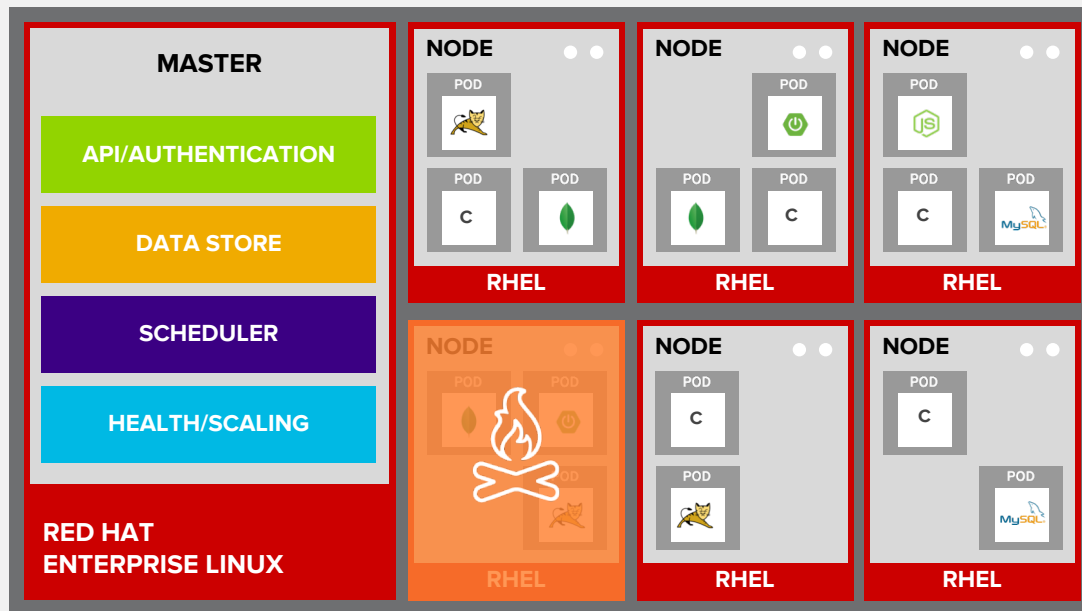 MASTER
API/AUTHENTICATION
DATA STORE
SCHEDULER
HEALTH/SCALING
RED HAT
ENTERPRISE LINUX
NODE
POD
POD
C
POD
RHEL
NODE
POD
POD
POD
C
RHEL
NODE
POD
JS
POD
C
POD
MySQL
RHEL
NODE
POD
POD
POD
RHEL
NODE
POD
C
POD
RHEL
NODE
POD
C
POD
MySQL
RHEL